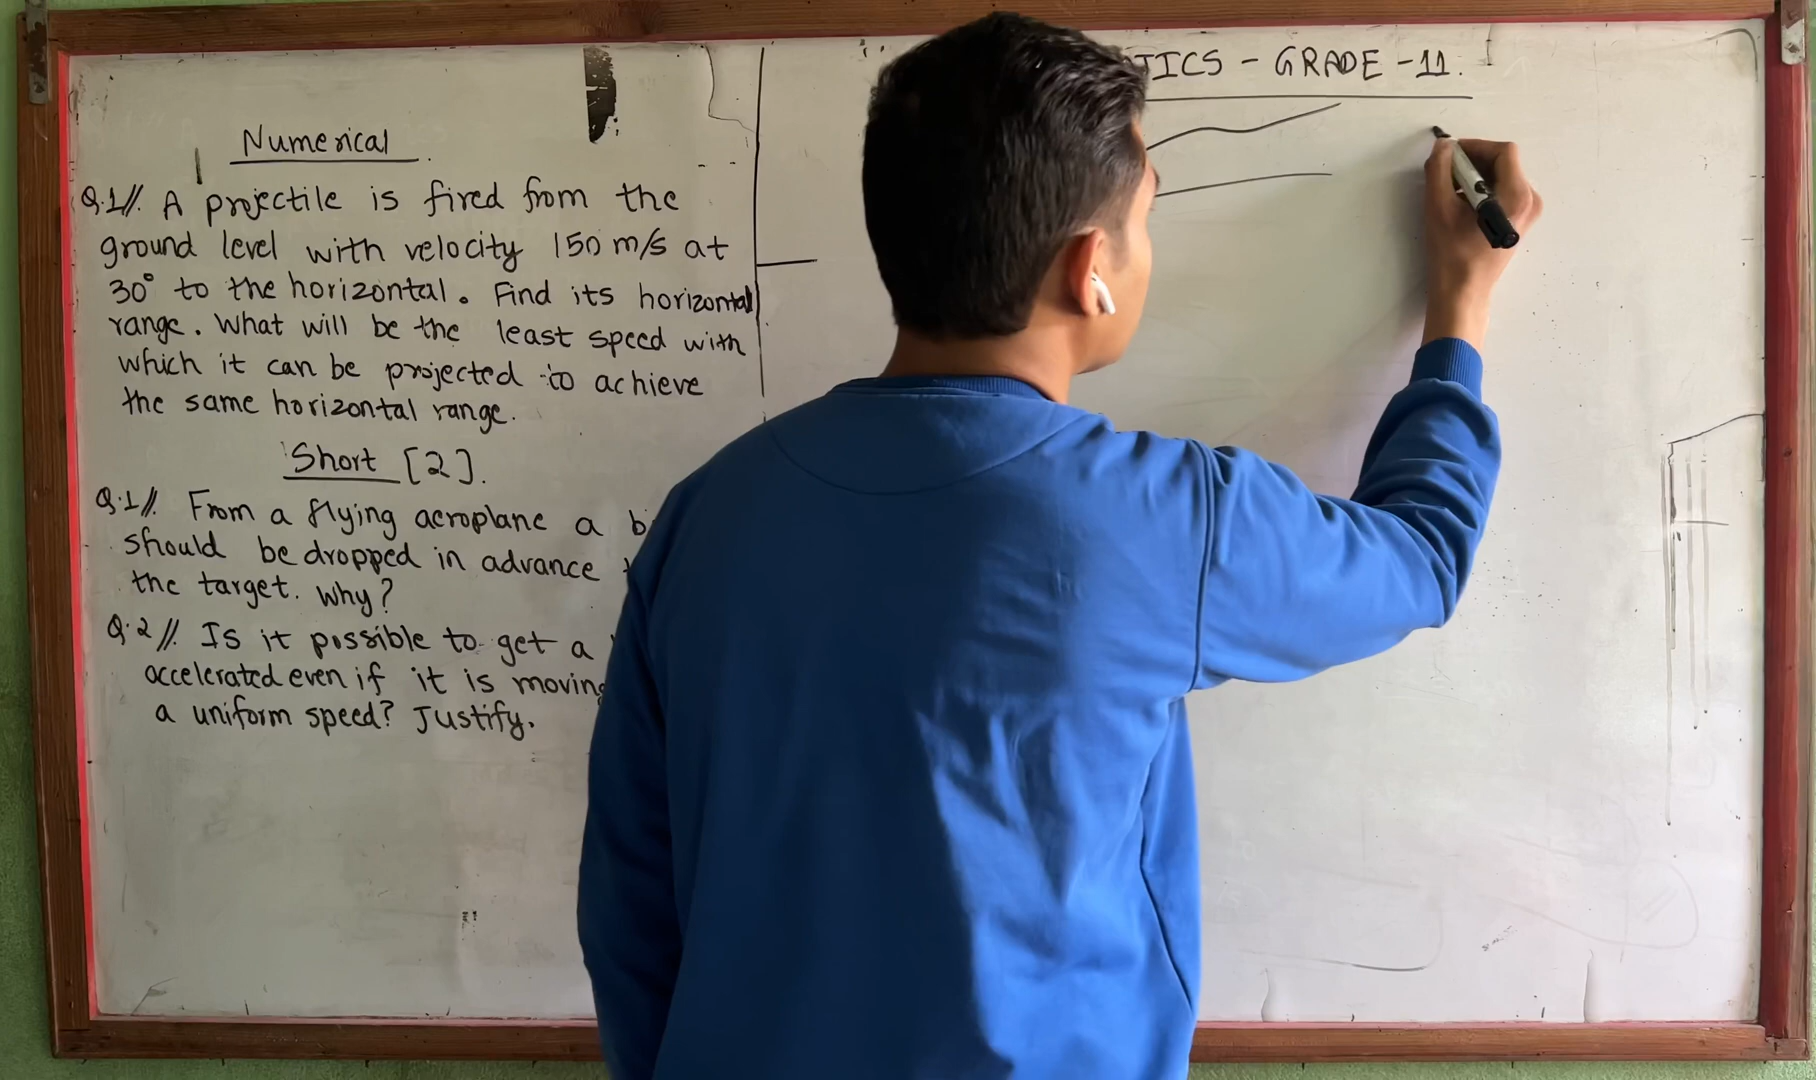 Numerical
Q.1//. A projectile is fired from the
ground level with velocity 150 m/s at
30° to the horizontal. Find its horizontal
range. What will be the least speed with
which it can be projected to achieve
the same horizontal range.
Short [2].
Q.1//. From a flying aeroplane a
should be dropped in advance
the target. Why?
Q.2//. Is it possible to get a
accelerated even if it is moving
a uniform speed? Justify.
TICS - GRADE - 11.